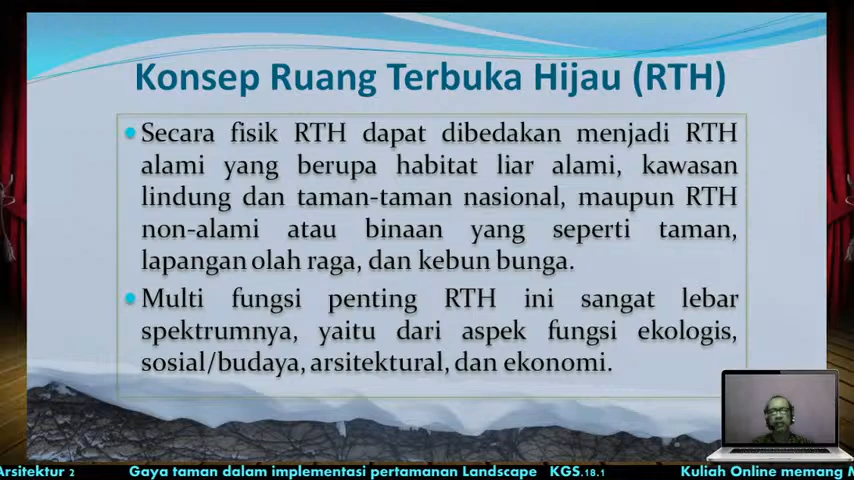 Konsep Ruang Terbuka Hijau (RTH)
Secara fisik RTH dapat dibedakan menjadi RTH
alami yang berupa habitat liar alami, kawasan
lindung dan taman-taman nasional, maupun RTH
non-alami atau binaan yang seperti taman,
lapangan olah raga, dan kebun bunga.
Multi fungsi penting RTH ini sangat lebar
spektrumnya, yaitu dari aspek fungsi ekologis,
sosial/budaya, arsitektural, dan ekonomi.
Arsitektur 2 Gaya taman dalam implementasi pertamanan Landscape KGS.18.1 Kuliah Online memang M